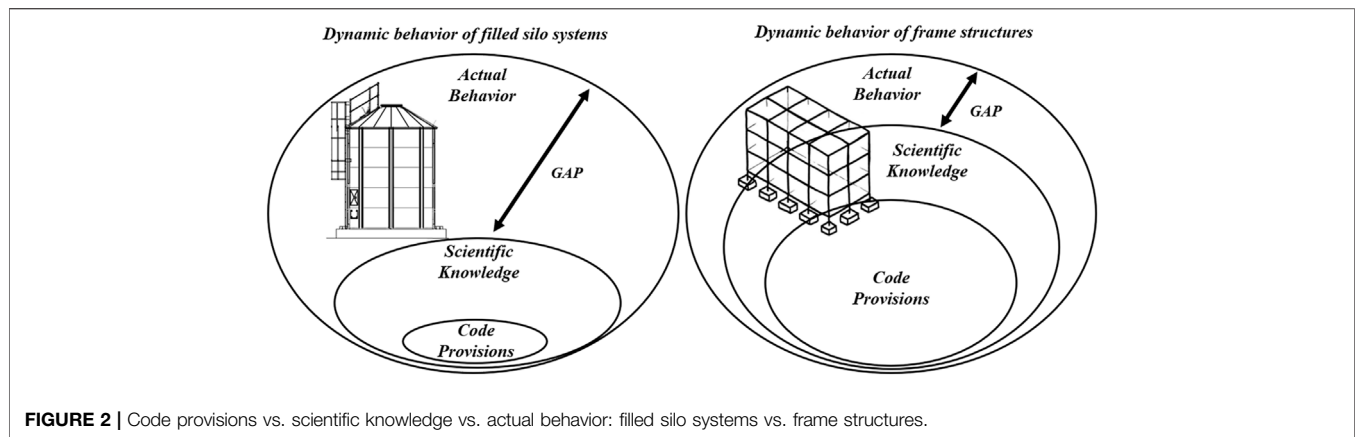 Dynamic behavior of filled silo systems
Actual
Behavior
GAP
Scientific
Knowledge
Code
Provisions
Dynamic behavior of frame structures
Actual
Behavior
GAP
Scientific
Knowledge
Code
Provisions
FIGURE 2 | Code provisions vs. scientific knowledge vs. actual behavior: filled silo systems vs. frame structures.